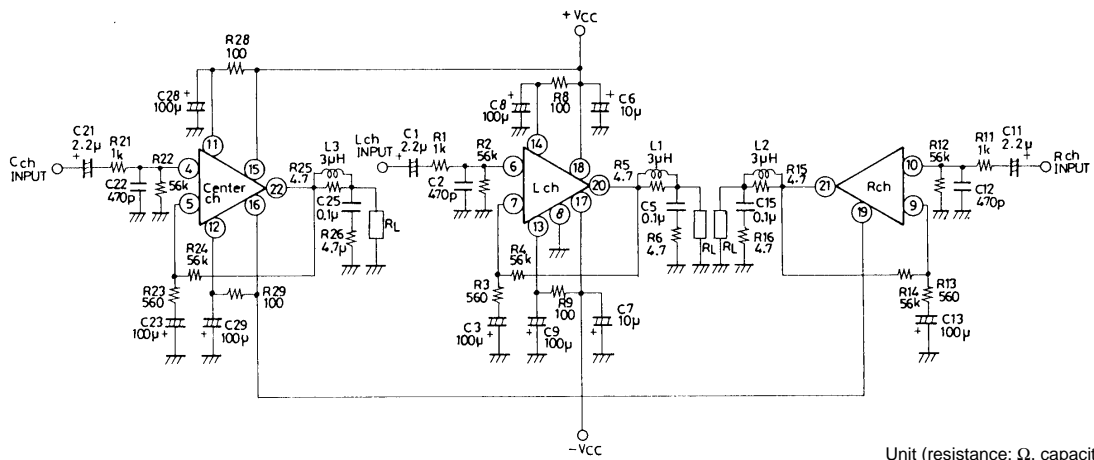 +VCC
R28
100
C28
100µ
+
C8
100µ
+
R8
100
+
C6
10µ
C21
2.2µ
+
R21
1k
R22
56k
C22
470p
C ch
INPUT
4
5
11
12
15
16
22
Center
ch
R25
4.7
L3
3µH
C25
0.1µ
R26
4.7µ
RL
R24
56k
R23
560
C23
100µ
+
R29
100
C29
100µ
+
L ch
INPUT
C1
2.2µ
+
R1
1k
R2
56k
C2
470p
6
7
14
13
8
18
17
20
L ch
R5
4.7
L1
3µH
C5
0.1µ
R6
4.7
RL
R4
56k
R3
560
C3
100µ
+
R9
100
C9
100µ
+
C7
10µ
+
L2
3µH
R15
4.7
C15
0.1µ
R16
4.7
RL
21
19
Rch
10
9
R12
56k
R11
1k
C11
2.2µ
+
C12
470p
R ch
INPUT
R14
56k
R13
560
C13
100µ
+
−VCC
Unit (resistance: Ω, capacit